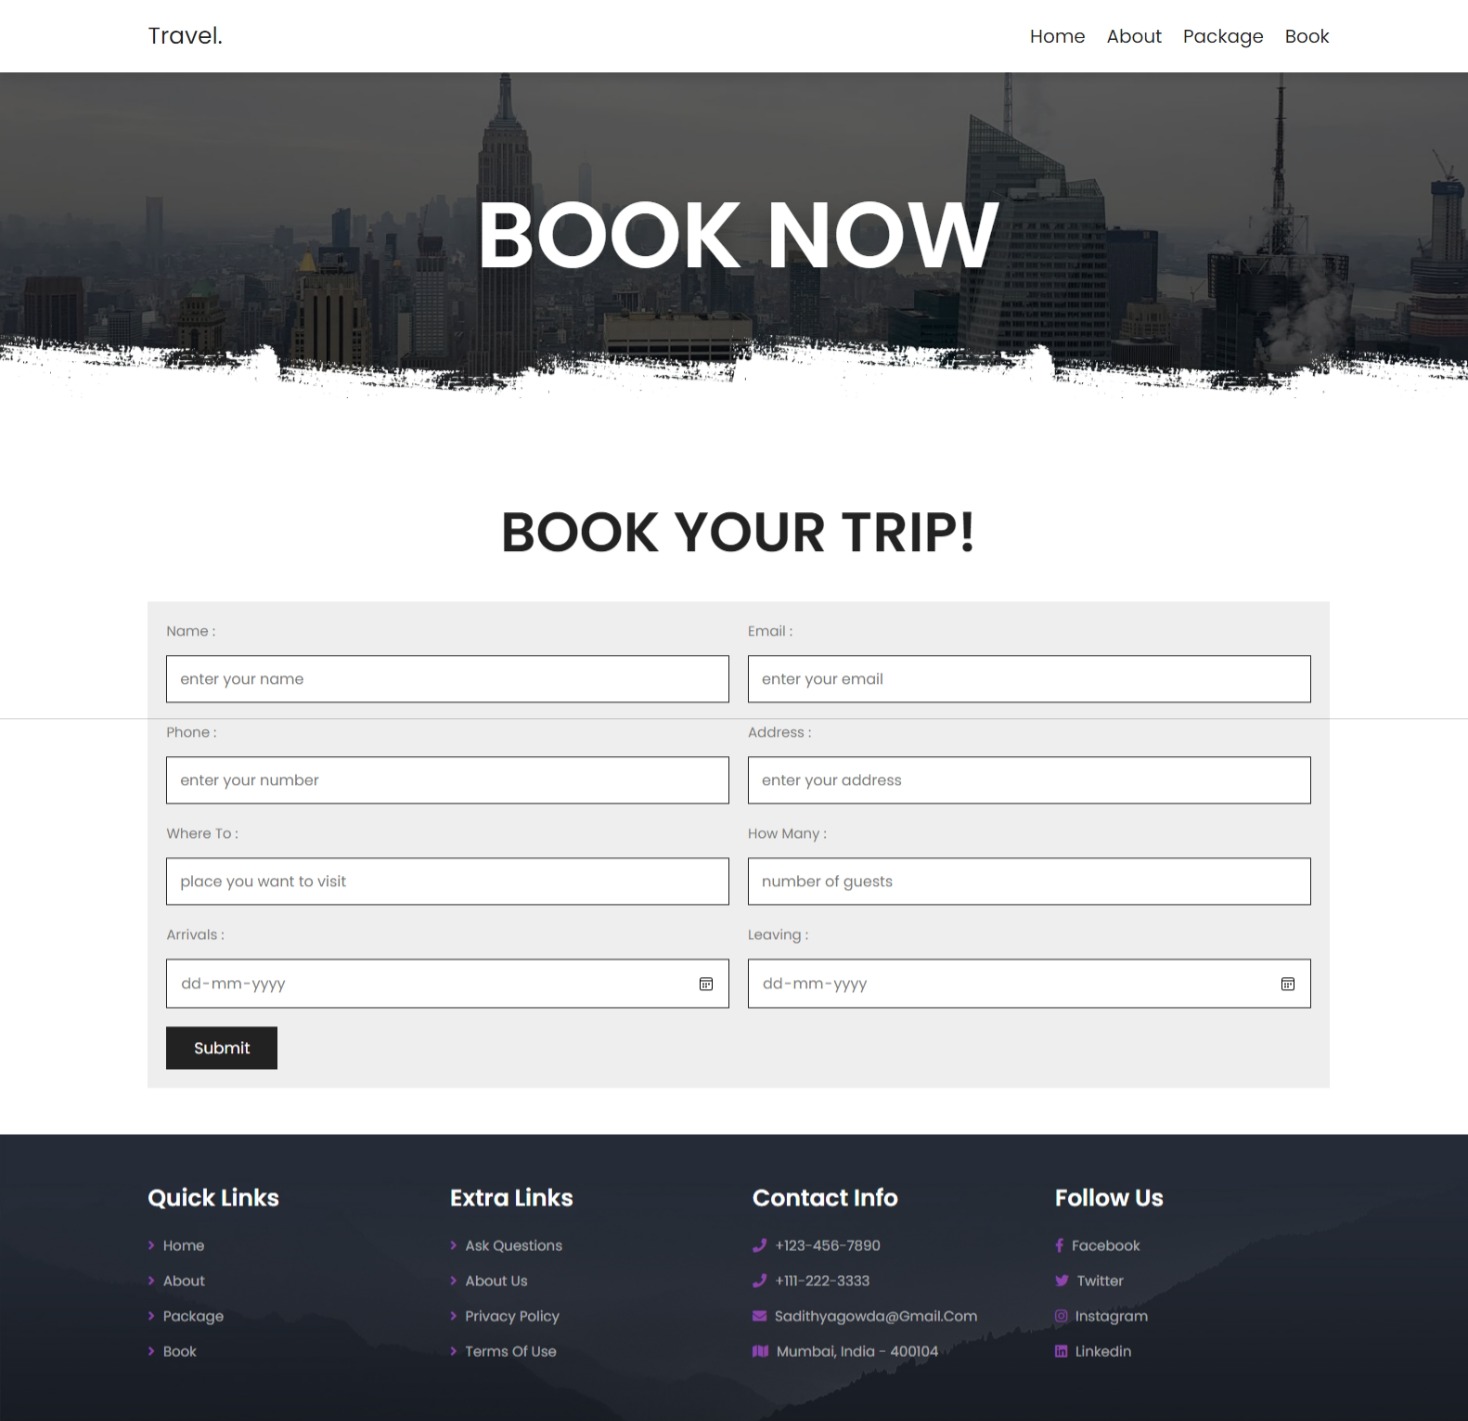 Travel.
Home About Package Book
BOOK NOW
BOOK YOUR TRIP!
Name : Email :
enter your name enter your email
Phone : Address :
enter your number enter your address
Where To : How Many :
place you want to visit number of guests
Arrivals : Leaving :
dd-mm-yyyy dd-mm-yyyy
Submit
Quick Links
Home
About
Package
Book
Extra Links
Ask Questions
About Us
Privacy Policy
Terms Of Use
Contact Info
+123-456-7890
+111-222-3333
Sadithyagowda@Gmail.Com
Mumbai, India - 400104
Follow Us
Facebook
Twitter
Instagram
Linkedin